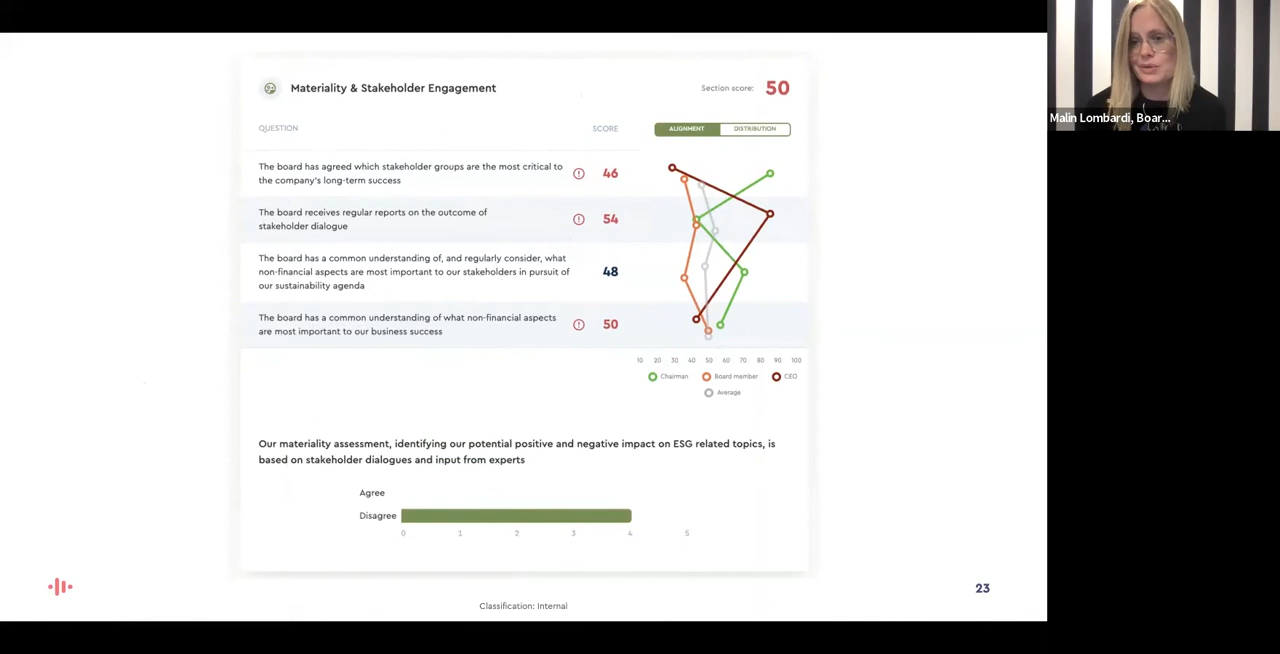 Materiality & Stakeholder Engagement
Section score: 50
QUESTION
SCORE
ALIGNMENT
DISTRIBUTION
The board has agreed which stakeholder groups are the most critical to
the company's long-term success
46
The board receives regular reports on the outcome of
stakeholder dialogue
54
The board has a common understanding of, and regularly consider, what
non-financial aspects are most important to our stakeholders in pursuit of
our sustainability agenda
48
The board has a common understanding of what non-financial aspects
are most important to our business success
50
10 20 30 40 50 60 70 80 90 100
Chairman
Board member
CEO
Average
Our materiality assessment, identifying our potential positive and negative impact on ESG related topics, is
based on stakeholder dialogues and input from experts
Agree
Disagree
0 1 2 3 4 5
23
Classification: Internal
Malin Lombardi, Boar...